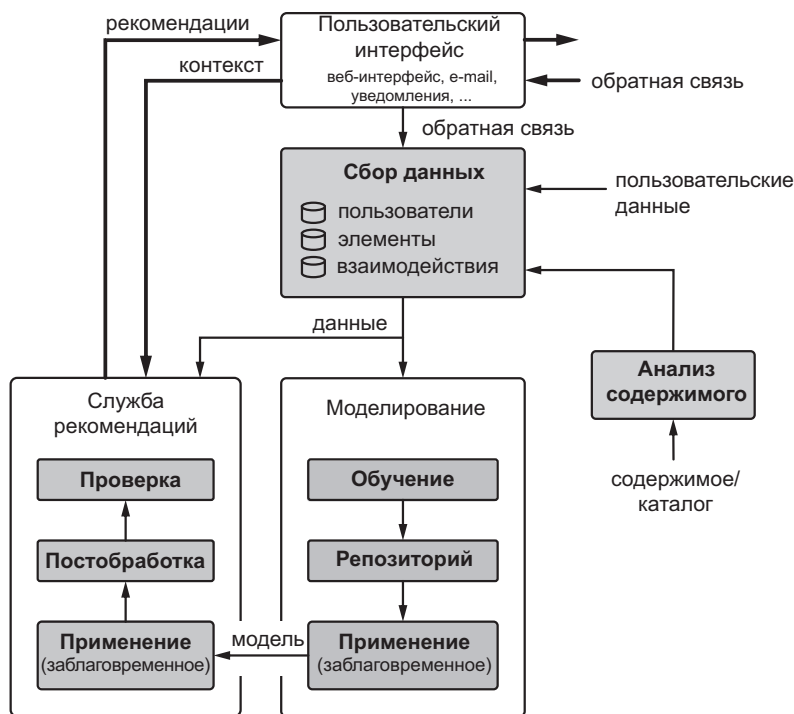 рекомендации
Пользовательский
интерфейс
веб-интерфейс, e-mail,
уведомления, ...
контекст
обратная связь
обратная связь
Сбор данных
пользователи
элементы
взаимодействия
пользовательские
данные
данные
Анализ
содержимого
содержимое/
каталог
Служба
рекомендаций
Проверка
Постобработка
Применение
(заблаговременное)
модель
Моделирование
Обучение
Репозиторий
Применение
(заблаговременное)